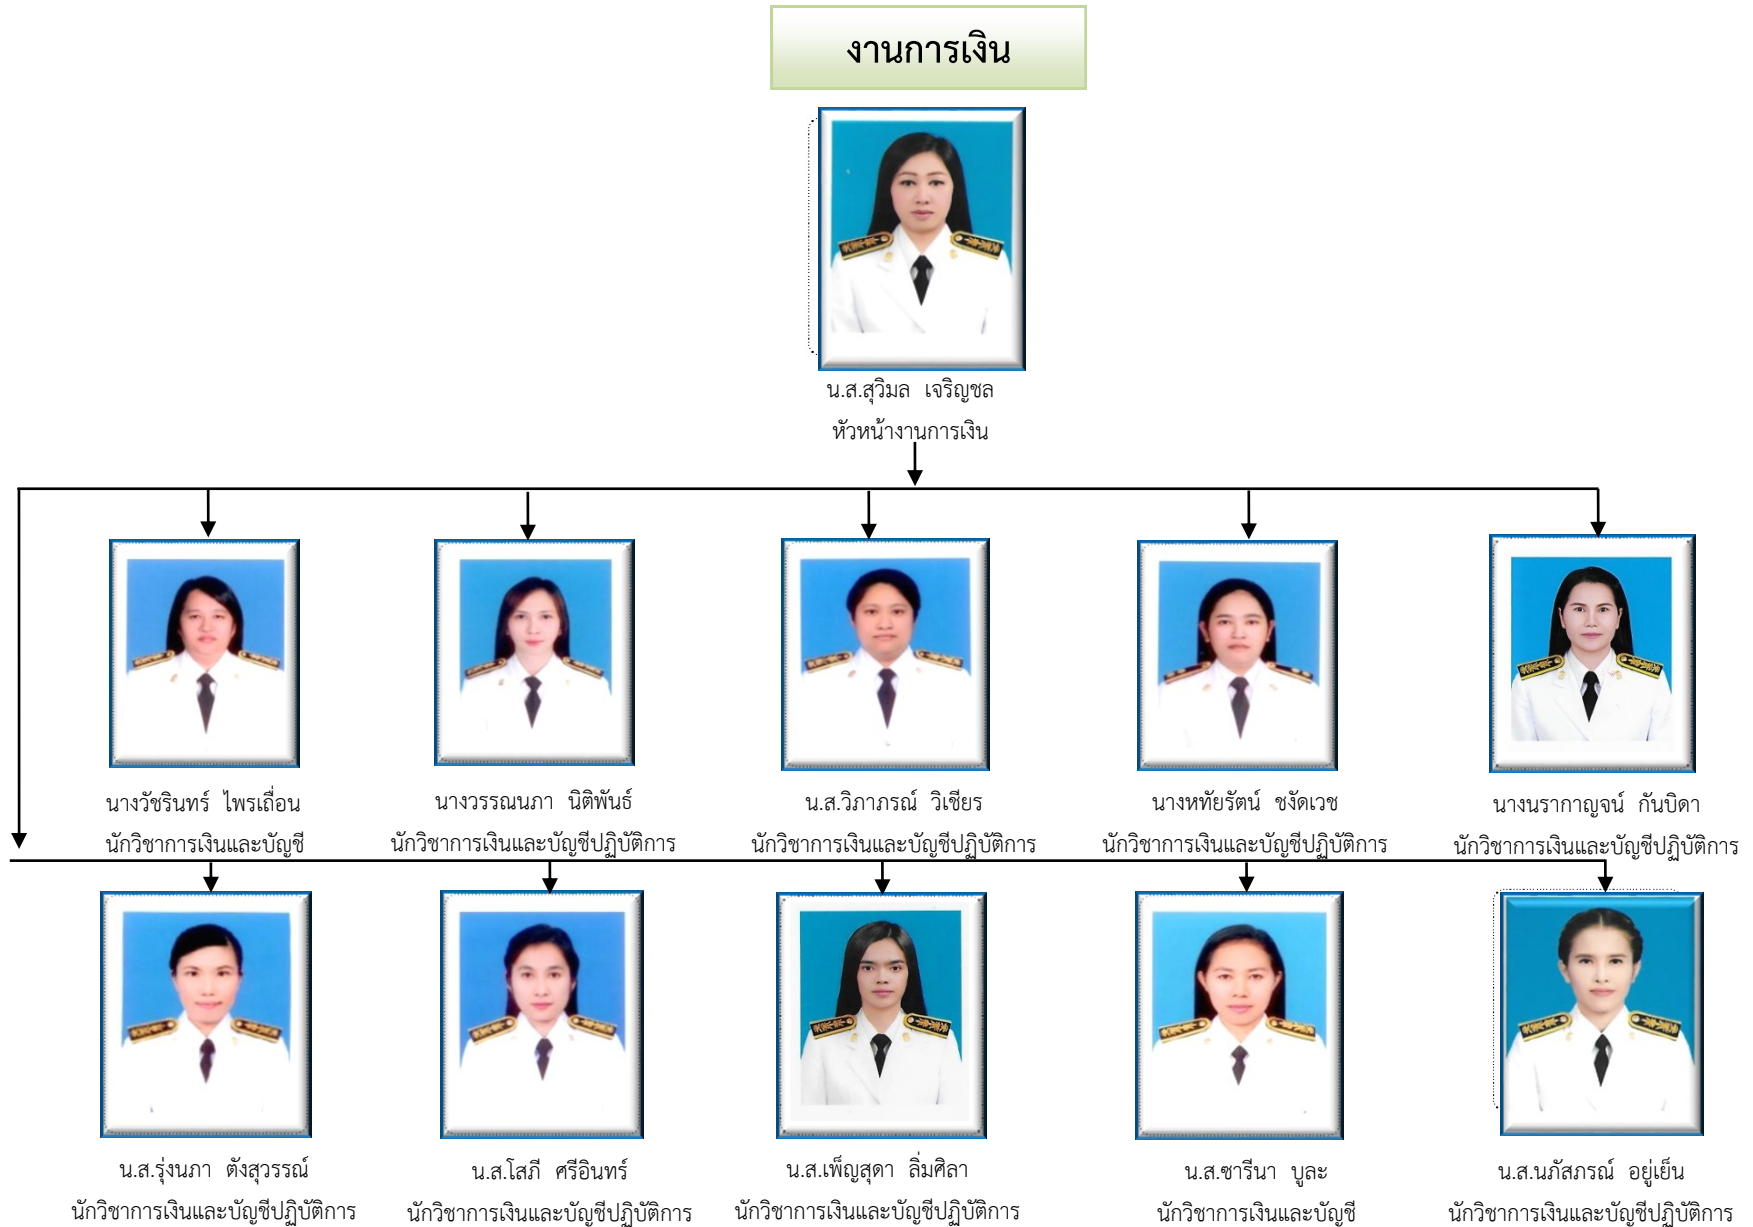 งานการเงิน
น.ส.สุวิมล เจริญชล
หัวหน้างานการเงิน
นางวัชรินทร์ ไพรเถื่อน
นักวิชาการเงินและบัญชี
นางวรรณนภา นิติพันธ์
นักวิชาการเงินและบัญชีปฏิบัติการ
น.ส.วิภาภรณ์ วิเชียร
นักวิชาการเงินและบัญชีปฏิบัติการ
นางหทัยรัตน์ ชงัดเวช
นักวิชาการเงินและบัญชีปฏิบัติการ
นางนรากาญจน์ กันบิดา
นักวิชาการเงินและบัญชีปฏิบัติการ
น.ส.รุ่งนภา ตังสุวรรณ์
นักวิชาการเงินและบัญชีปฏิบัติการ
น.ส.โสภี ศรีอินทร์
นักวิชาการเงินและบัญชีปฏิบัติการ
น.ส.เพ็ญสุดา ลิ่มศิลา
นักวิชาการเงินและบัญชีปฏิบัติการ
น.ส.ซารีนา บูละ
นักวิชาการเงินและบัญชี
น.ส.นภัสภรณ์ อยู่เย็น
นักวิชาการเงินและบัญชีปฏิบัติการ